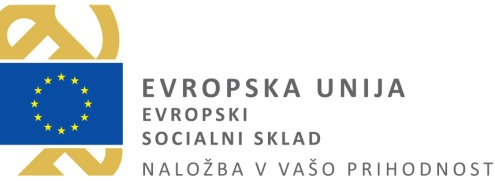 EVROPSKA UNIJA
EVROPSKI
SOCIALNI SKLAD
NALOŽBA V VAŠO PRIHODNOST